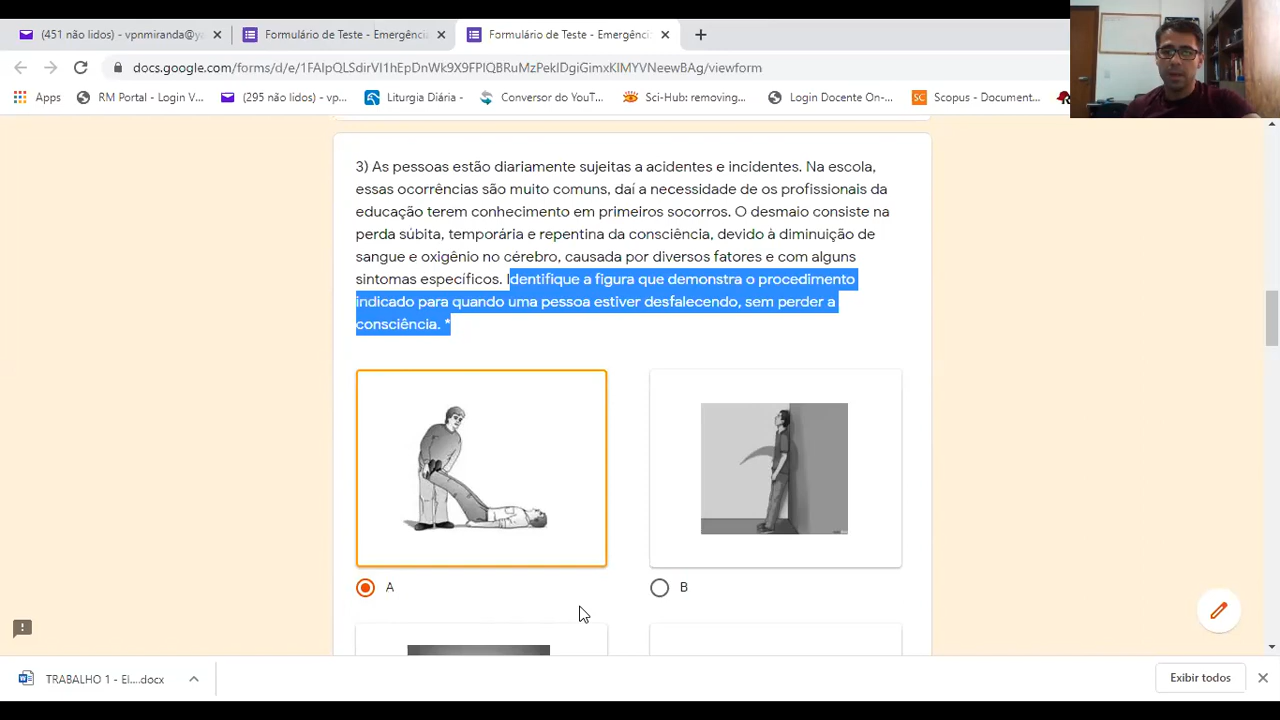 (451 não lidos) - vpnmiranda@y
Formulário de Teste - Emergênci
Formulário de Teste - Emergênci
docs.google.com/forms/d/e/1FAIpQLSdirVI1hEpDnWk9X9FPIQBRuMzPekIDgiGimxKlMYVNeewBAg/viewform
Apps
RM Portal - Login V...
(295 não lidos) - vp...
Liturgia Diária -
Conversor do YouT...
Sci-Hub: removing...
Login Docente On-...
SC
Scopus - Document...
3) As pessoas estão diariamente sujeitas a acidentes e incidentes. Na escola,
essas ocorrências são muito comuns, daí a necessidade de os profissionais da
educação terem conhecimento em primeiros socorros. O desmaio consiste na
perda súbita, temporária e repentina da consciência, devido à diminuição de
sangue e oxigênio no cérebro, causada por diversos fatores e com alguns
sintomas específicos. Identifique a figura que demonstra o procedimento
indicado para quando uma pessoa estiver desfalecendo, sem perder a
consciência. *
A
B
TRABALHO 1 - El....docx
Exibir todos